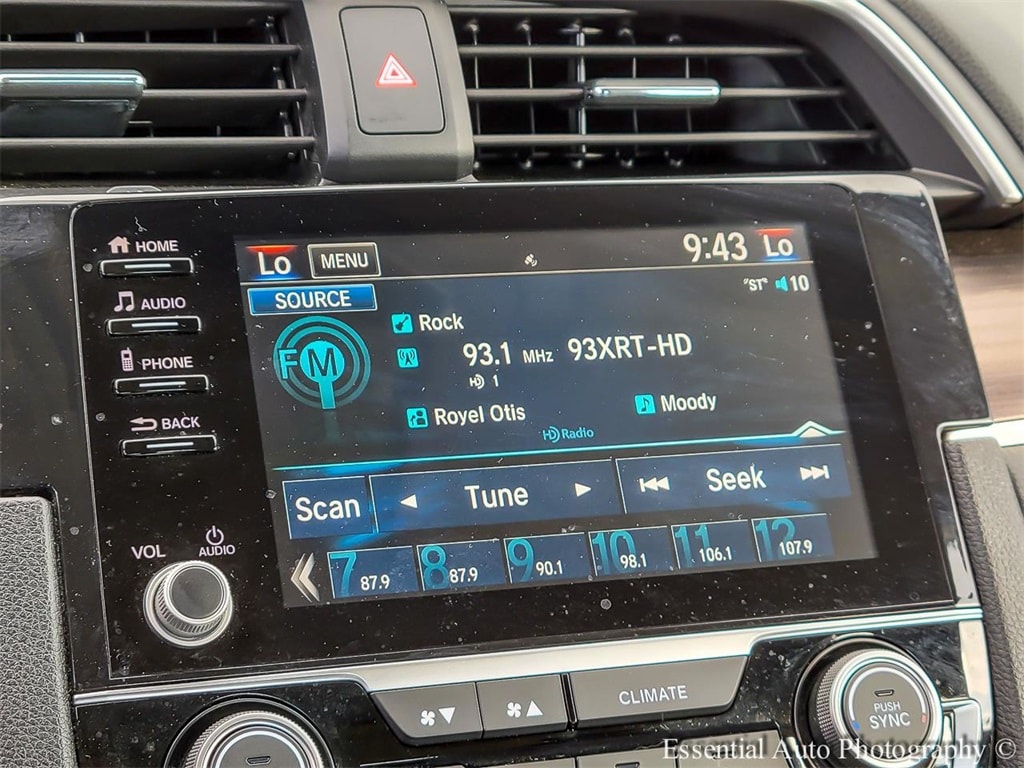 HOME
AUDIO
PHONE
BACK
VOL
AUDIO
Lo
MENU
9:43
Lo
SOURCE
"ST" 10
FM
Rock
93.1 MHz 93XRT-HD
HD 1
Royel Otis
Moody
HD Radio
Scan
Tune
Seek
7 87.9
8 87.9
9 90.1
10 98.1
11 106.1
12 107.9
CLIMATE
PUSH
SYNC
Essential Auto Photography ©